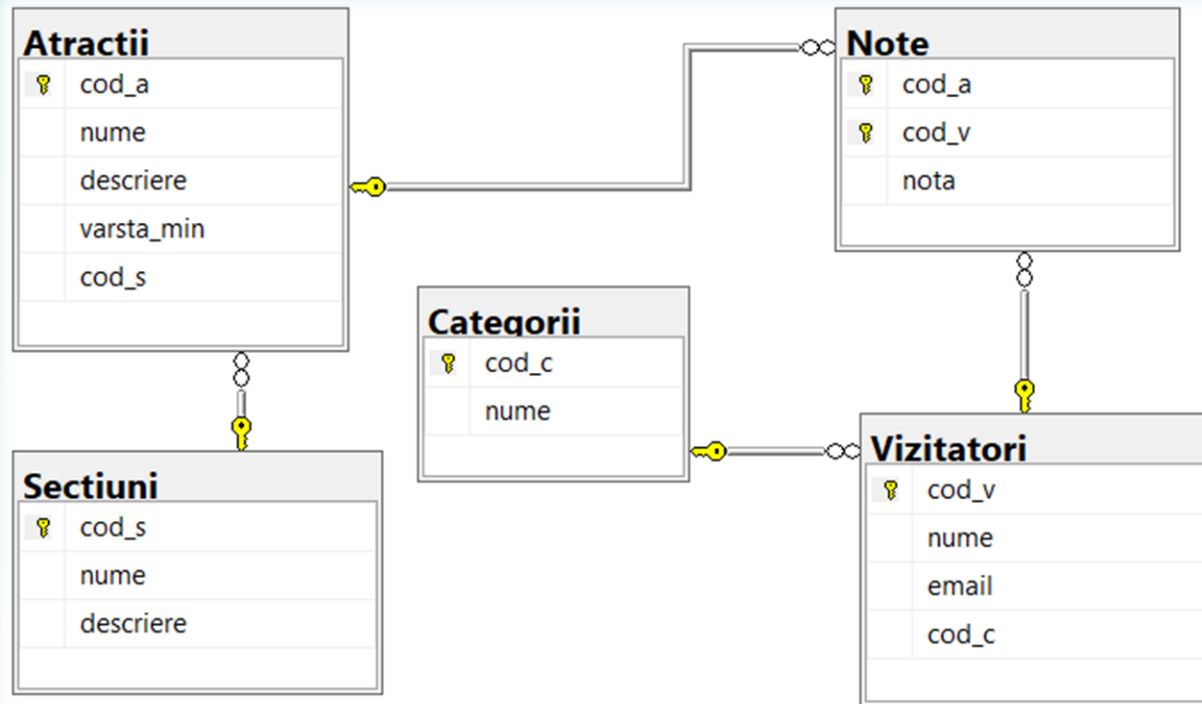 Atractii
cod_a
nume
descriere
varsta_min
cod_s
Note
cod_a
cod_v
nota
Categorii
cod_c
nume
Sectiuni
cod_s
nume
descriere
Vizitatori
cod_v
nume
email
cod_c